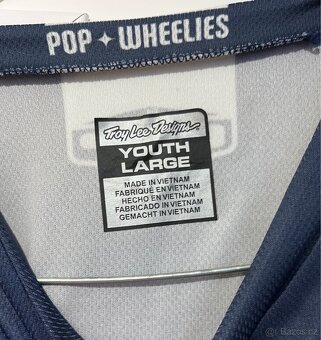 POP ✦ WHEELIES
Troy Lee Designs
YOUTH
LARGE
MADE IN VIETNAM
FABRIQUÉ EN VIETNAM
HECHO EN VIETNAM
FABRICADO IN VIETNAM
GEMACHT IN VIETNAM